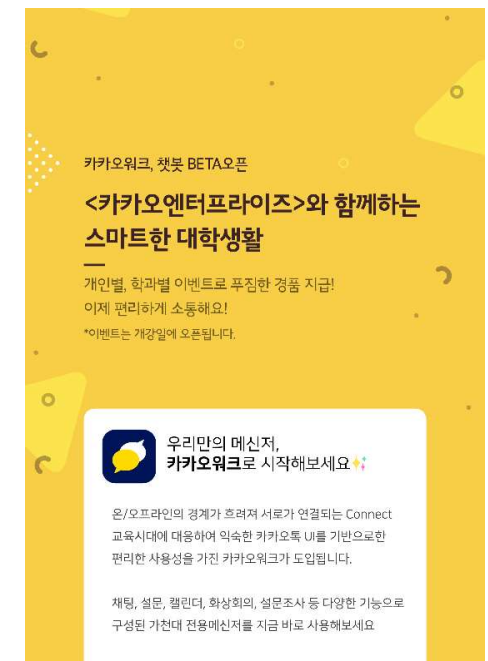 카카오워크, 챗봇 BETA오픈
<카카오엔터프라이즈>와 함께하는
스마트한 대학생활
개인별, 학과별 이벤트로 푸짐한 경품 지급!
이제 편리하게 소통해요!
*이벤트는 개강일에 오픈됩니다.
우리만의 메신저,
카카오워크로 시작해보세요✨
온/오프라인의 경계가 흐려져 서로가 연결되는 Connect
교육시대에 대응하여 익숙한 카카오톡 UI를 기반으로한
편리한 사용성을 가진 카카오워크가 도입됩니다.
채팅, 설문, 캘린더, 화상회의, 설문조사 등 다양한 기능으로
구성된 가천대 전용메신저를 지금 바로 사용해보세요